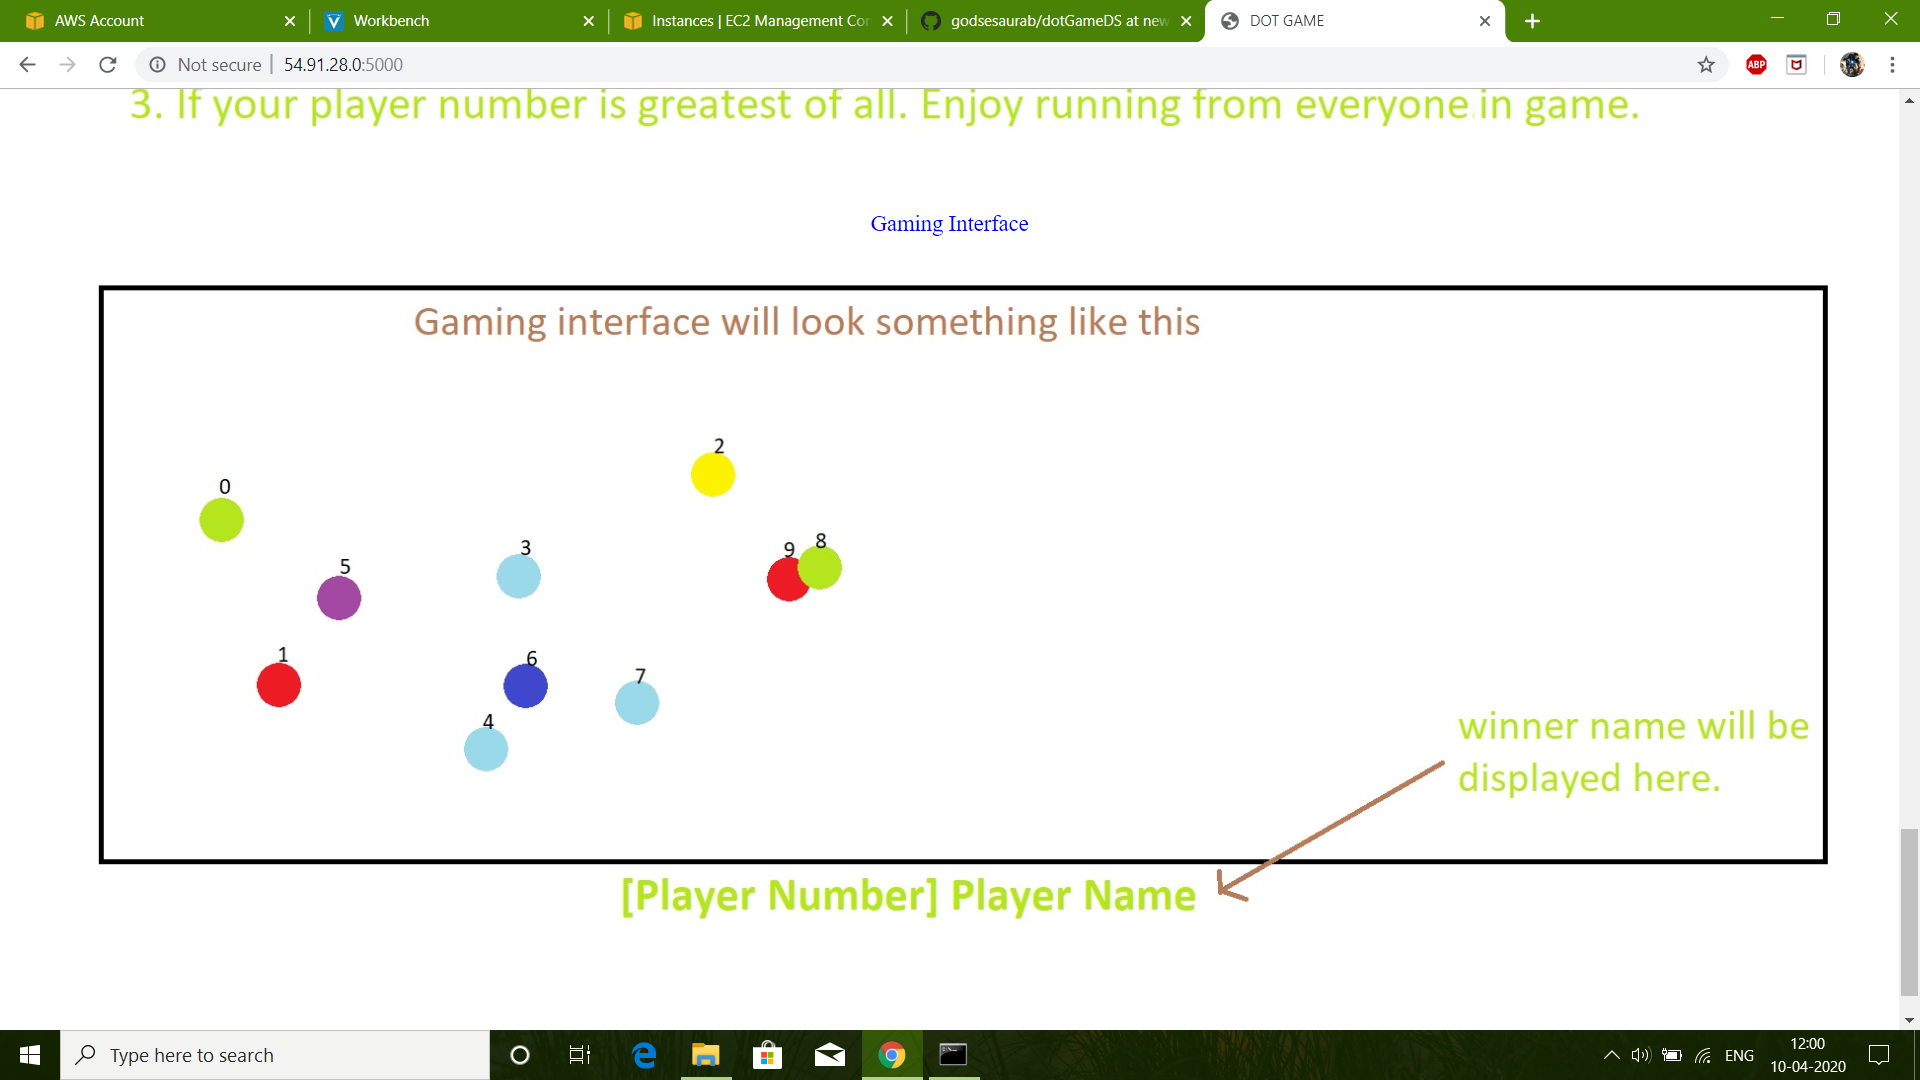 AWS Account
Workbench
Instances | EC2 Management Co
godsesaurab/dotGameDS at new
DOT GAME
Not secure | 54.91.28.0:5000
ABP
3. If your player number is greatest of all. Enjoy running from everyone in game.
Gaming Interface
Gaming interface will look something like this
2
0
8
3
9
5
1
6
7
4
winner name will be
displayed here.
[Player Number] Player Name
Type here to search
ENG
12:00
10-04-2020